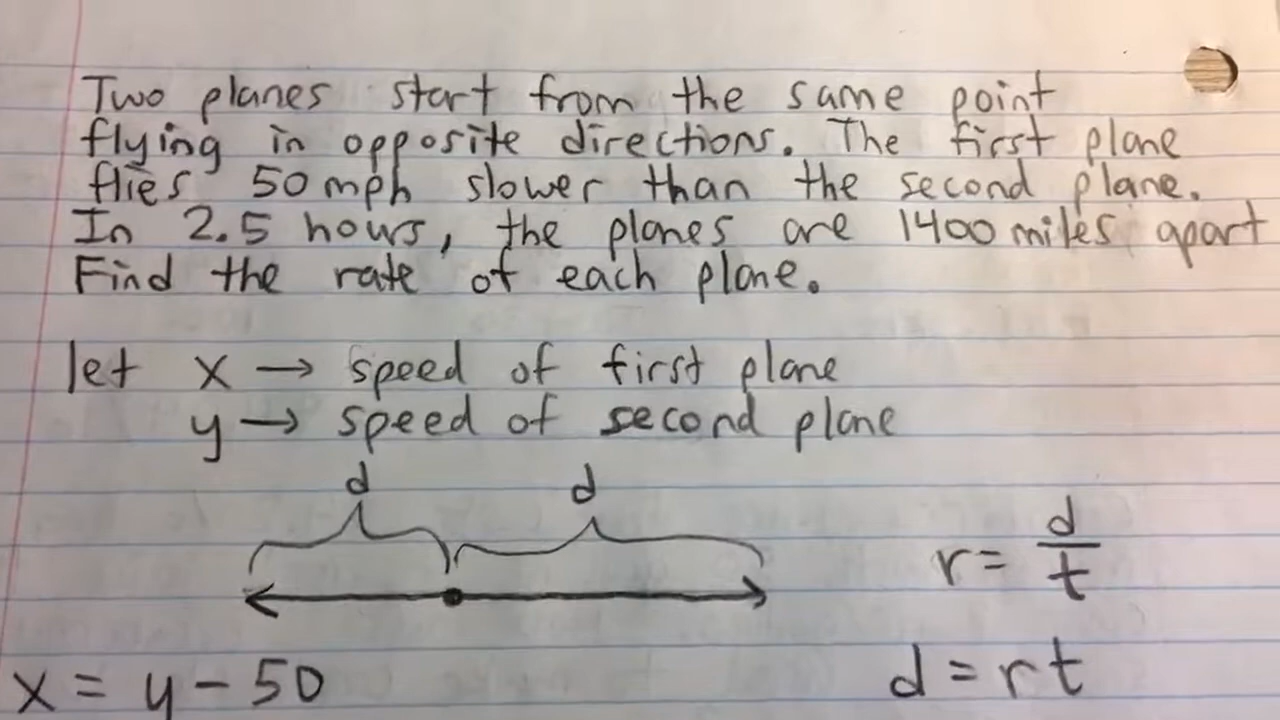 Two planes start from the same point
flying in opposite directions. The first plane
flies 50 mph slower than the second plane.
In 2.5 hours, the planes are 1400 miles apart
Find the rate of each plane.
let x → speed of first plane
y → speed of second plane
d d
r = d/t
x = y - 50
d = rt